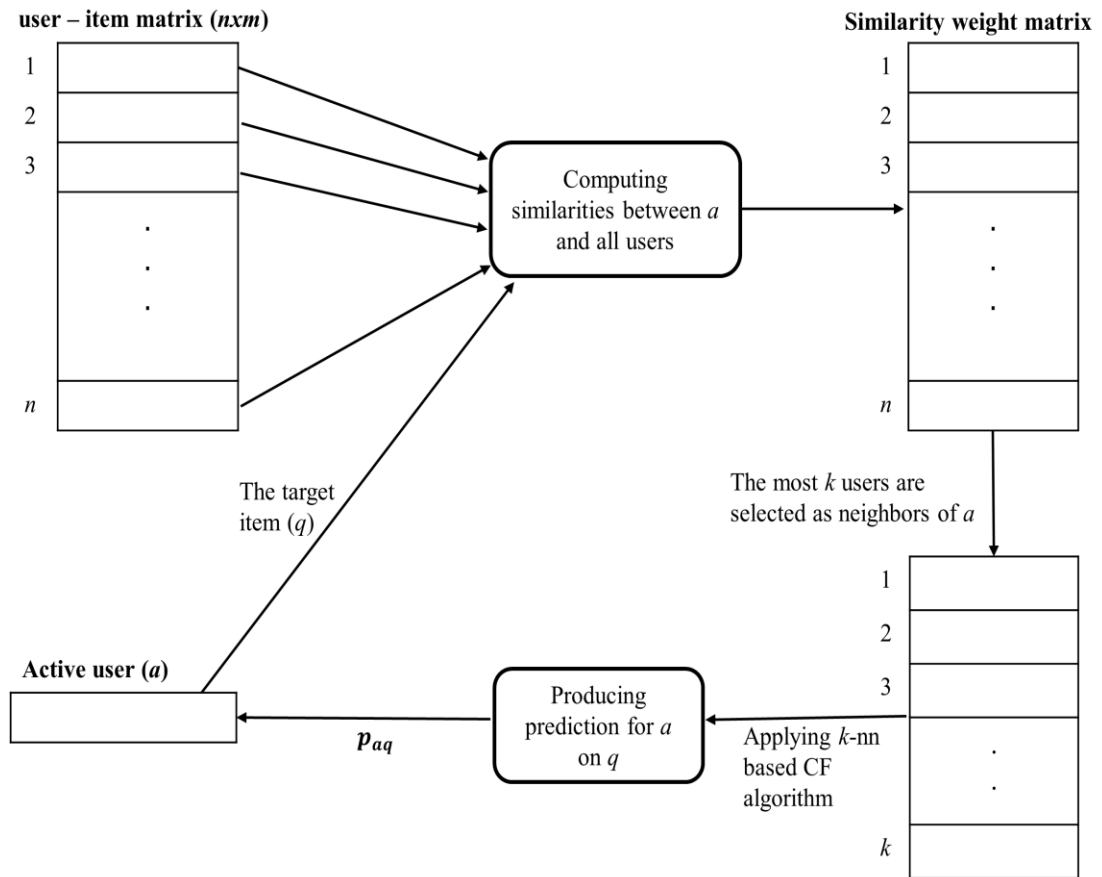 user – item matrix (nxm)
1
2
3
.
.
.
n
Computing
similarities between a
and all users
Similarity weight matrix
1
2
3
.
.
.
n
The target
item (q)
The most k users are
selected as neighbors of a
1
2
3
.
.
k
Applying k-nn
based CF
algorithm
Producing
prediction for a
on q
p_aq
Active user (a)